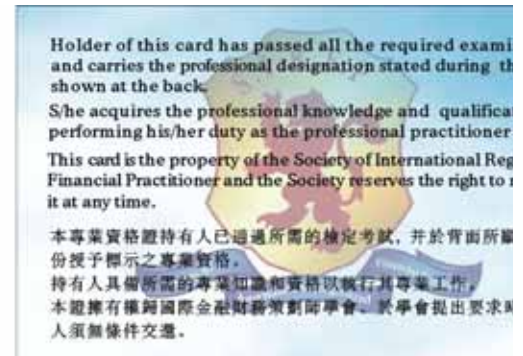 Holder of this card has passed all the required exami
and carries the professional designation stated during th
shown at the back.
S/he acquires the professional knowledge and qualificat
performing his/her duty as the professional practitioner
This card is the property of the Society of International Reg
Financial Practitioner and the Society reserves the right to r
it at any time.
本專業資格證持有人已通過所需的檢定考試，并於背面所顯
份授予標示之專業資格。
持有人具備所需的專業知識和資格以執行其專業工作。
本證擁有權歸國際金融財務策劃師學會。於學會提出要求時
人須無條件交還。